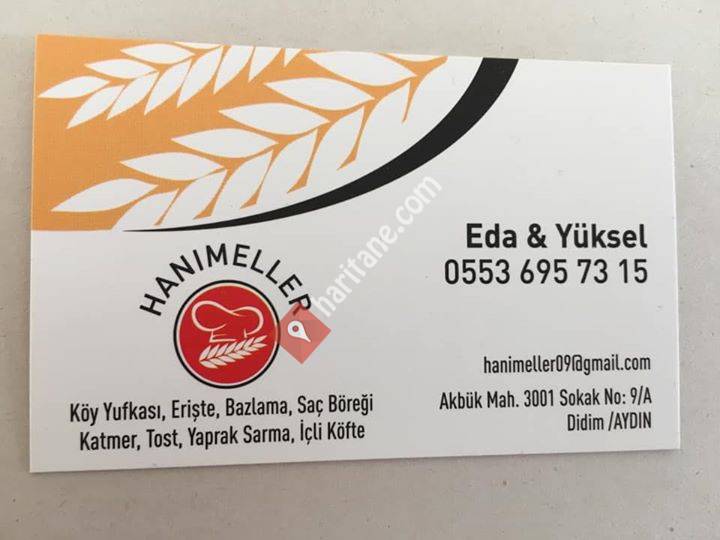 HANIMELLER
Köy Yufkası, Erişte, Bazlama, Saç Böreği
Katmer, Tost, Yaprak Sarma, İçli Köfte
Eda & Yüksel
0553 695 73 15
hanimeller09@gmail.com
Akbük Mah. 3001 Sokak No: 9/A
Didim /AYDIN
haritane.com